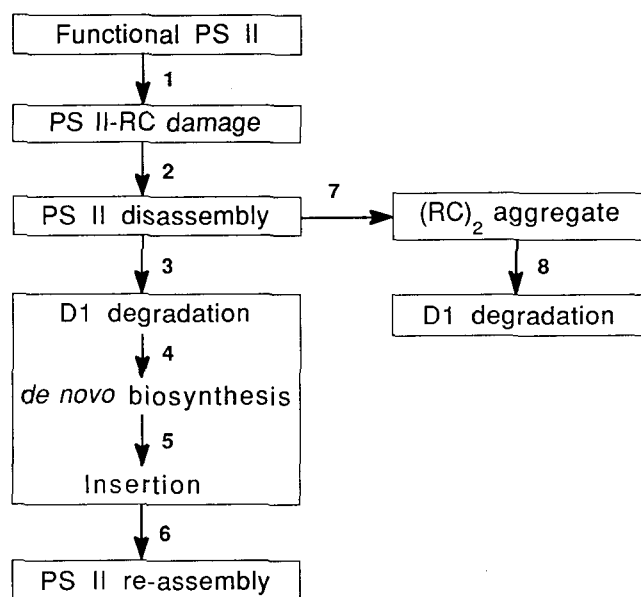 Functional PS II
1
PS II-RC damage
2
PS II disassembly
7
(RC)2 aggregate
3
8
D1 degradation
D1 degradation
4
de novo biosynthesis
5
Insertion
6
PS II re-assembly